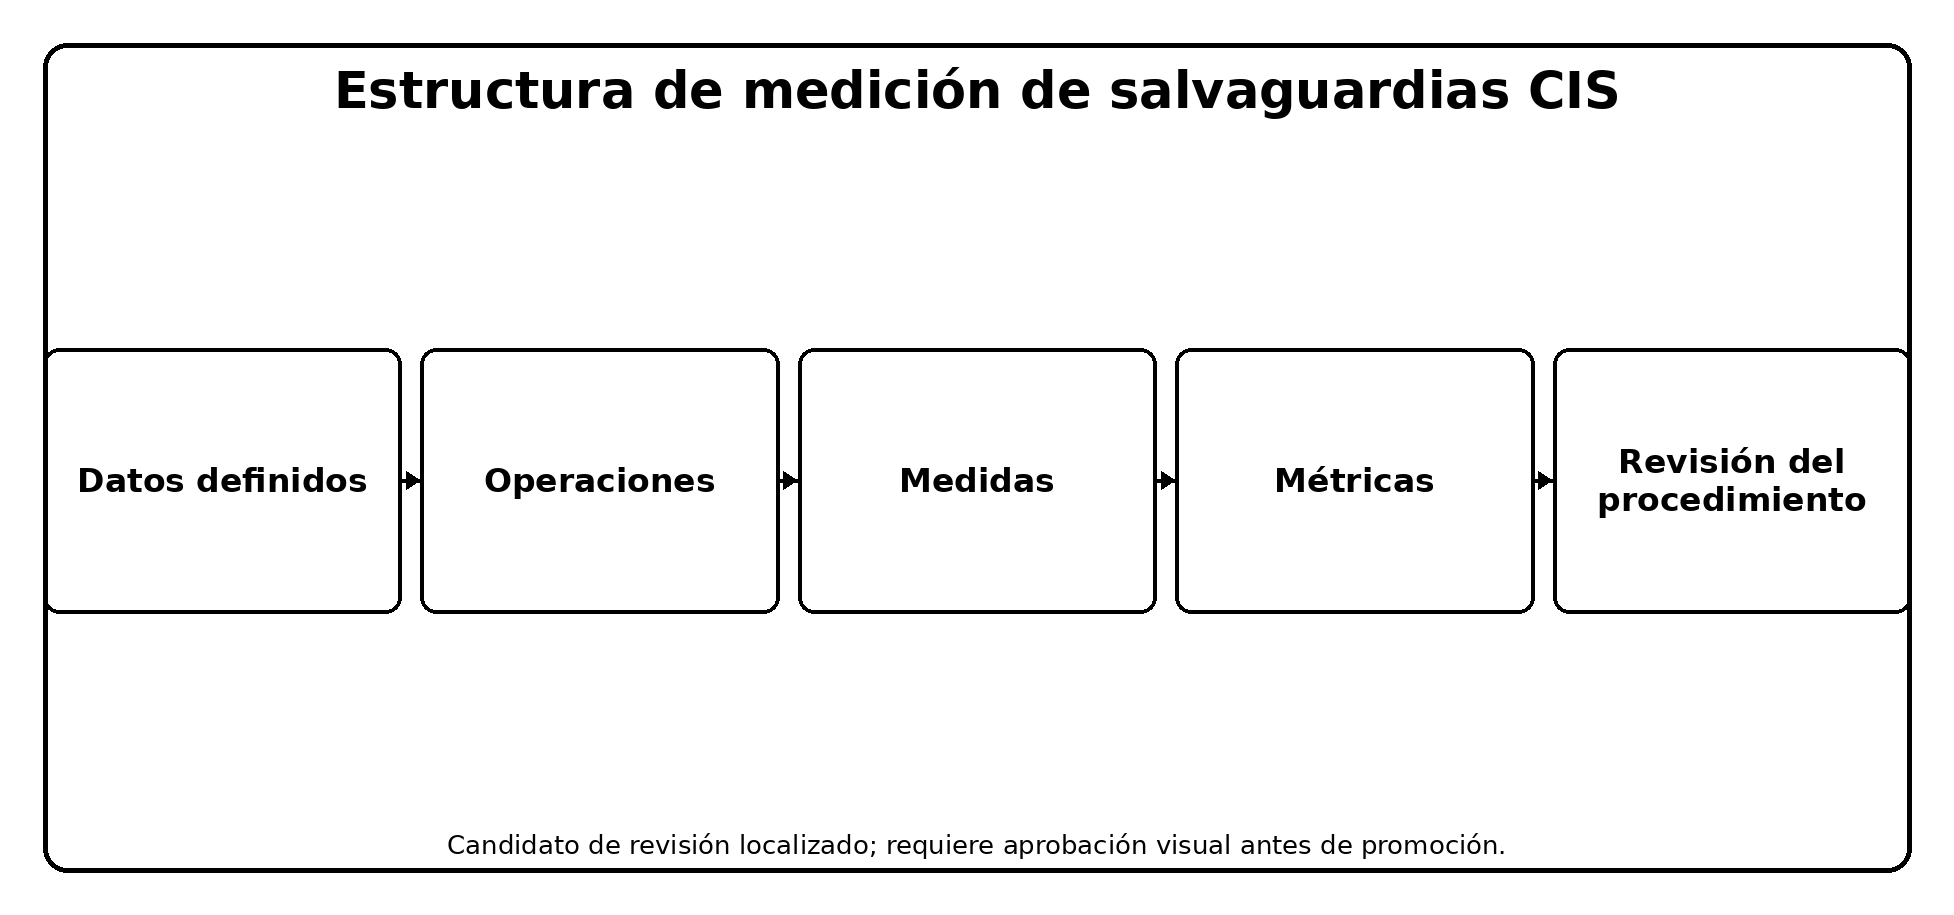 Estructura de medición de salvaguardias CIS
Datos definidos
Operaciones
Medidas
Métricas
Revisión del
procedimiento
Candidato de revisión localizado; requiere aprobación visual antes de promoción.